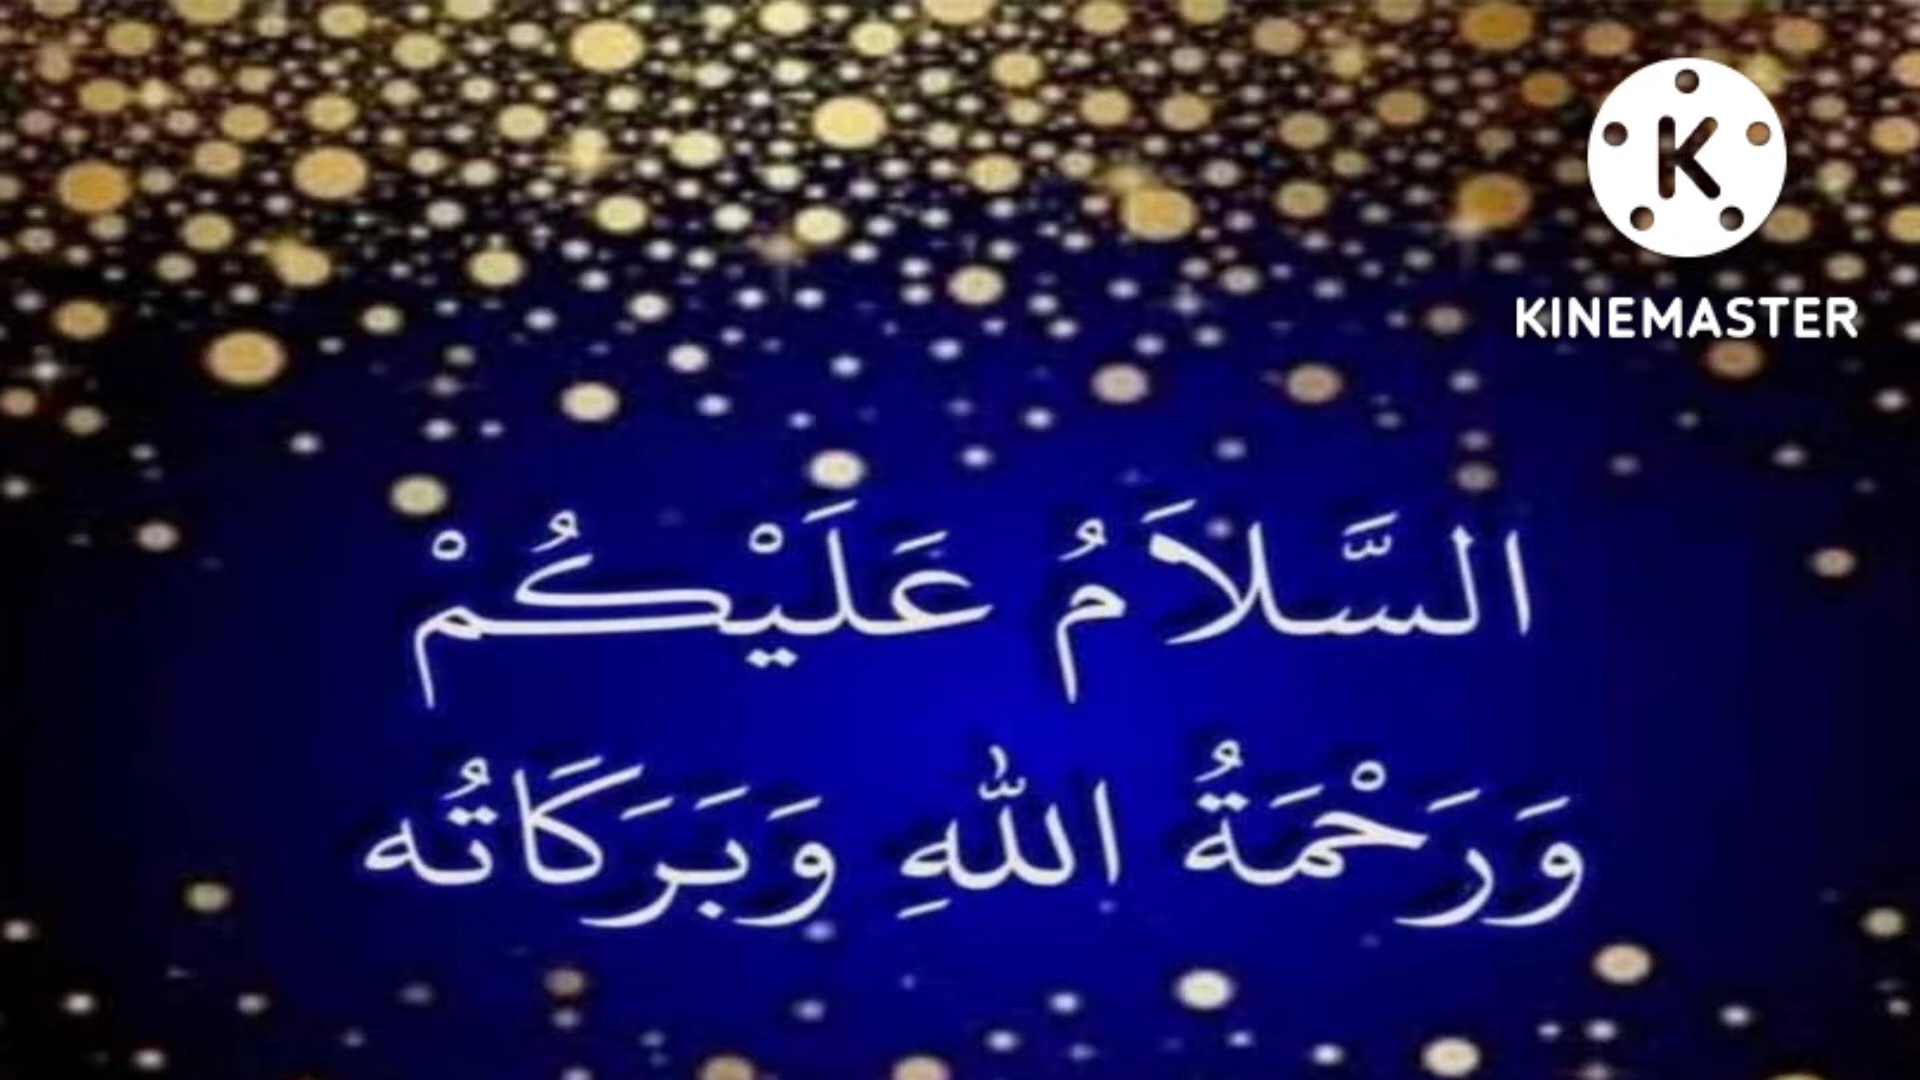 KINEMASTER
السَّلاَمُ عَلَيْكُمْ
وَرَحْمَةُ اللهِ وَبَرَكَاتُه